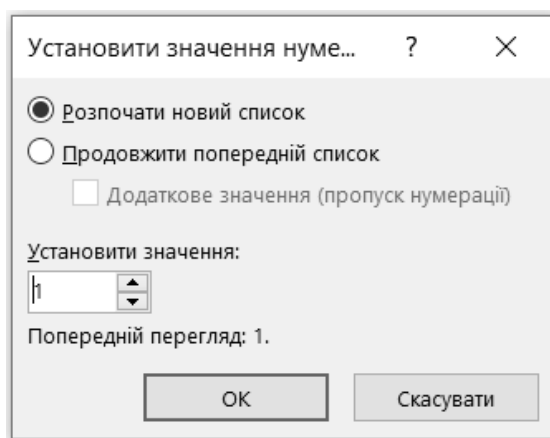 Установити значення нуме... ?
Розпочати новий список
Продовжити попередній список
Додаткове значення (пропуск нумерації)
Установити значення:
1
Попередній перегляд: 1.
ОК Скасувати